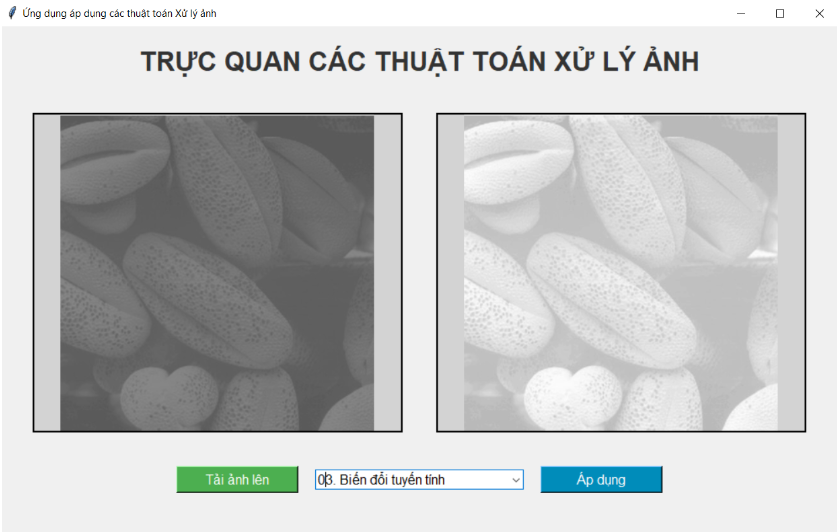 Ứng dụng áp dụng các thuật toán Xử lý ảnh
TRỰC QUAN CÁC THUẬT TOÁN XỬ LÝ ẢNH
Tải ảnh lên
03. Biến đổi tuyến tính
Áp dụng